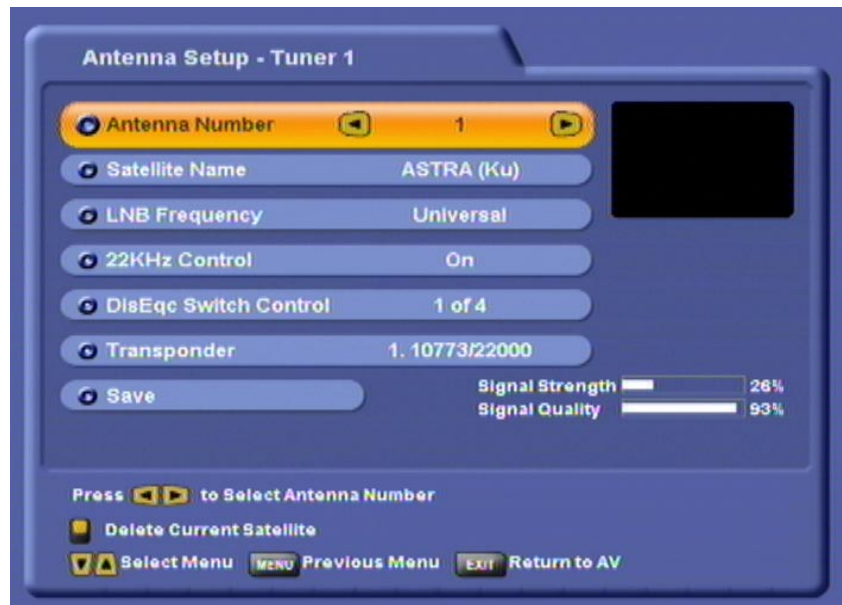 Antenna Setup - Tuner 1
Antenna Number 1
Satellite Name ASTRA (Ku)
LNB Frequency Universal
22KHz Control On
DisEqc Switch Control 1 of 4
Transponder 1. 10773/22000
Save
Signal Strength 26%
Signal Quality 93%
Press to Select Antenna Number
Delete Current Satellite
Select Menu MENU Previous Menu EXIT Return to AV